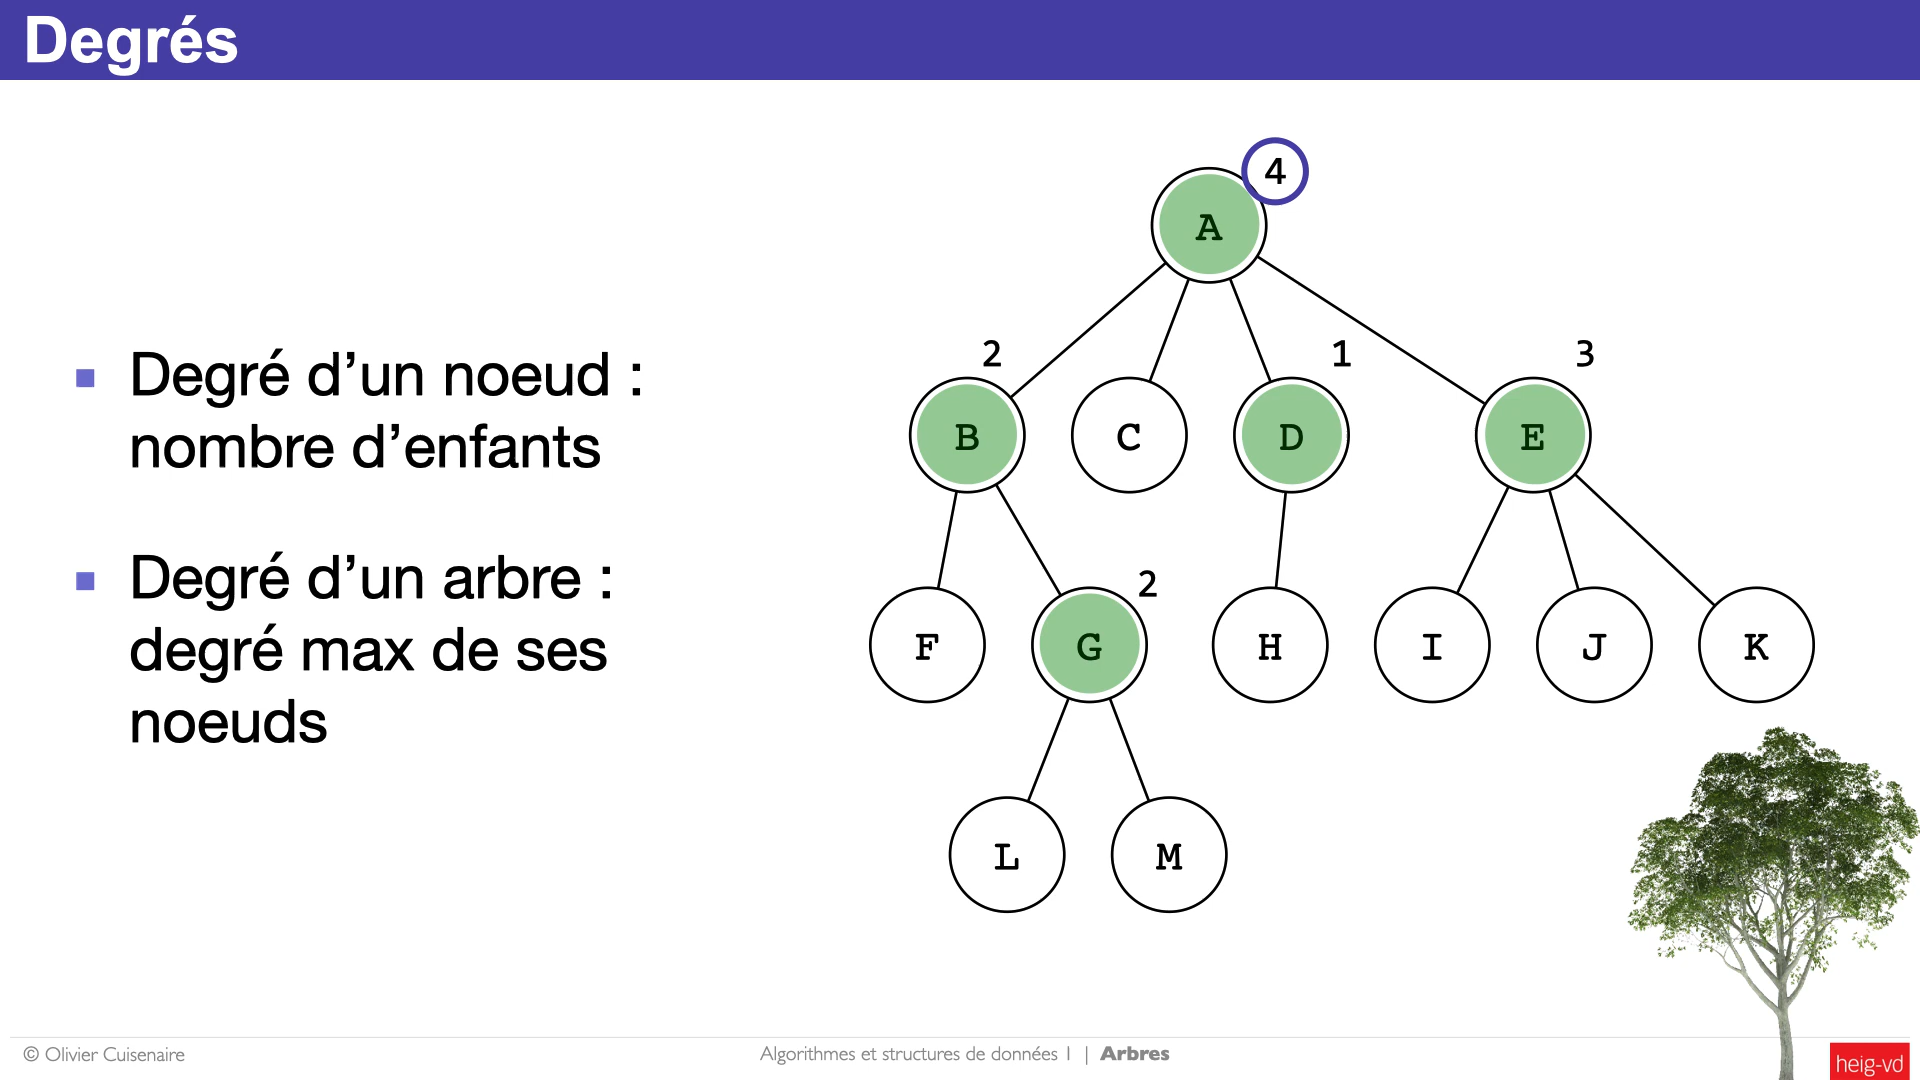 Degrés
▪ Degré d’un noeud :
nombre d’enfants
▪ Degré d’un arbre :
degré max de ses
noeuds
4
A
2
1
3
B
C
D
E
2
F
G
H
I
J
K
L
M
© Olivier Cuisenaire
Algorithmes et structures de données 1 | Arbres
heig-vd